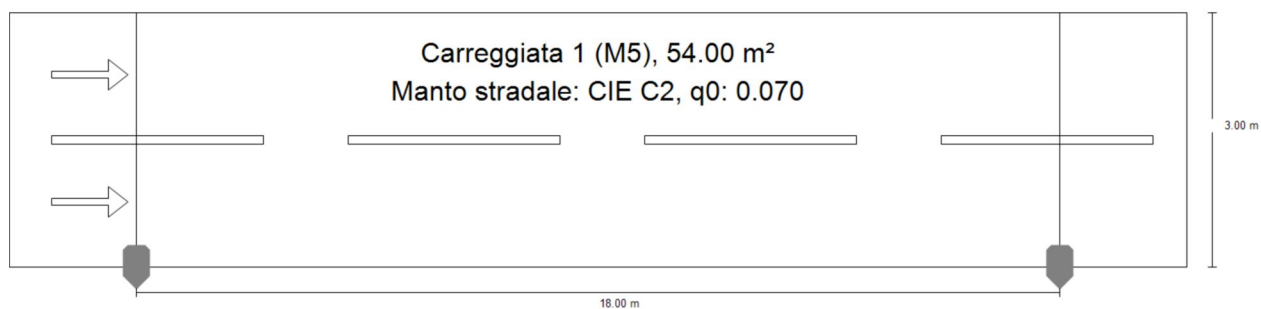 Carreggiata 1 (M5), 54.00 m²
Manto stradale: CIE C2, q0: 0.070
3.00 m
18.00 m